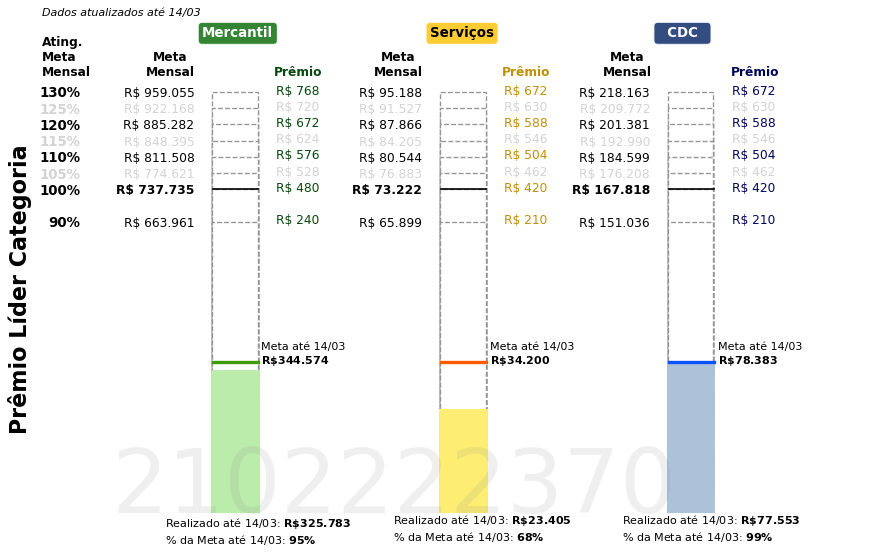 Dados atualizados até 14/03
Mercantil Serviços CDC
Ating.
Meta Meta Meta Meta
Mensal Mensal Prêmio Mensal Prêmio Mensal Prêmio
130% R$ 959.055 R$ 768 R$ 95.188 R$ 672 R$ 218.163 R$ 672
125% R$ 922.168 R$ 720 R$ 91.527 R$ 630 R$ 209.772 R$ 630
120% R$ 885.282 R$ 672 R$ 87.866 R$ 588 R$ 201.381 R$ 588
115% R$ 848.395 R$ 624 R$ 84.205 R$ 546 R$ 192.990 R$ 546
110% R$ 811.508 R$ 576 R$ 80.544 R$ 504 R$ 184.599 R$ 504
105% R$ 774.621 R$ 528 R$ 76.883 R$ 462 R$ 176.208 R$ 462
100% R$ 737.735 R$ 480 R$ 73.222 R$ 420 R$ 167.818 R$ 420
90% R$ 663.961 R$ 240 R$ 65.899 R$ 210 R$ 151.036 R$ 210
Prêmio Líder Categoria
Meta até 14/03 Meta até 14/03 Meta até 14/03
R$344.574 R$34.200 R$78.383
2102222370
Realizado até 14/03: R$325.783 Realizado até 14/03: R$23.405 Realizado até 14/03: R$77.553
% da Meta até 14/03: 95% % da Meta até 14/03: 68% % da Meta até 14/03: 99%